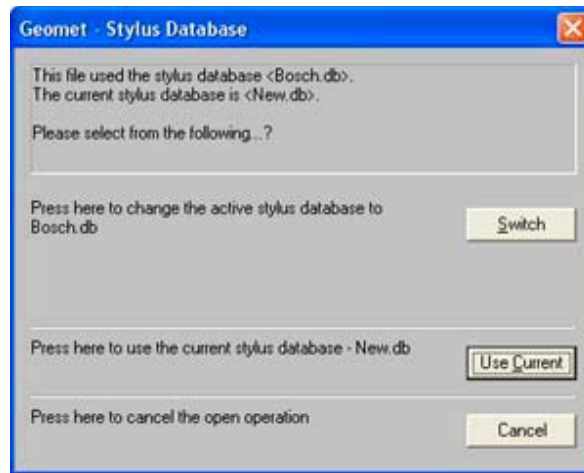 Geomet - Stylus Database
This file used the stylus database <Bosch.db>.
The current stylus database is <New.db>.
Please select from the following...?
Press here to change the active stylus database to
Bosch.db
Switch
Press here to use the current stylus database - New.db
Use Current
Press here to cancel the open operation
Cancel